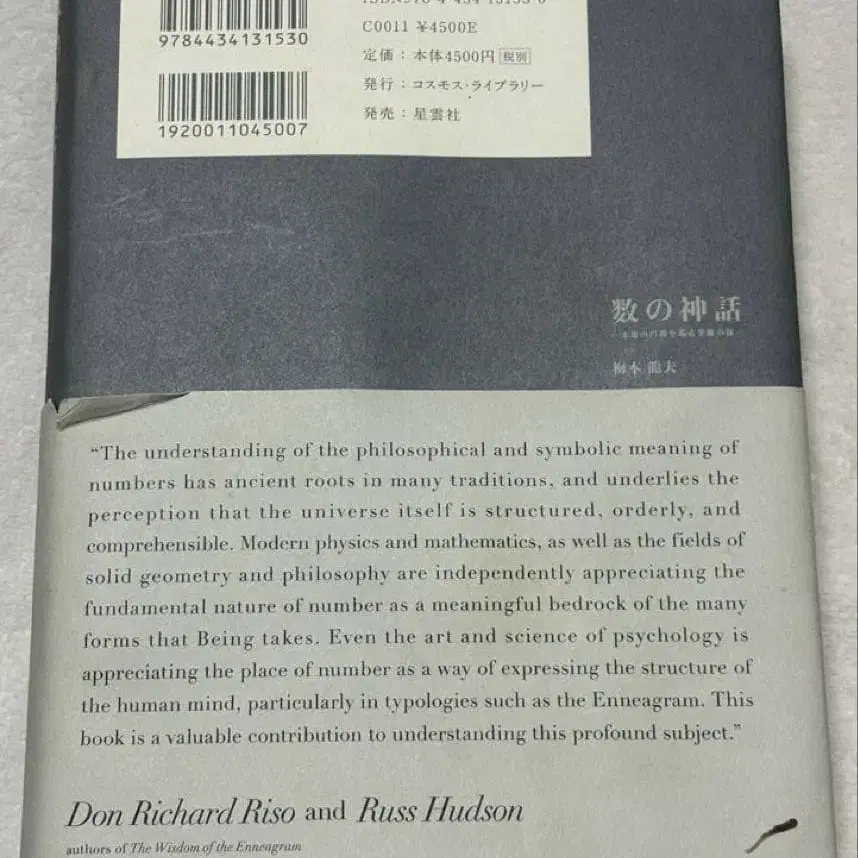 9784434131530
C0011 ¥4500E
定価：本体4500円 税別
発行：コスモス・ライブラリー
1920011045007
発売：星雲社
数の神話
梅本 龍夫
“The understanding of the philosophical and symbolic meaning of
numbers has ancient roots in many traditions, and underlies the
perception that the universe itself is structured, orderly, and
comprehensible. Modern physics and mathematics, as well as the fields of
solid geometry and philosophy are independently appreciating the
fundamental nature of number as a meaningful bedrock of the many
forms that Being takes. Even the art and science of psychology is
appreciating the place of number as a way of expressing the structure of
the human mind, particularly in typologies such as the Enneagram. This
book is a valuable contribution to understanding this profound subject.”
Don Richard Riso and Russ Hudson
authors of The Wisdom of the Enneagram